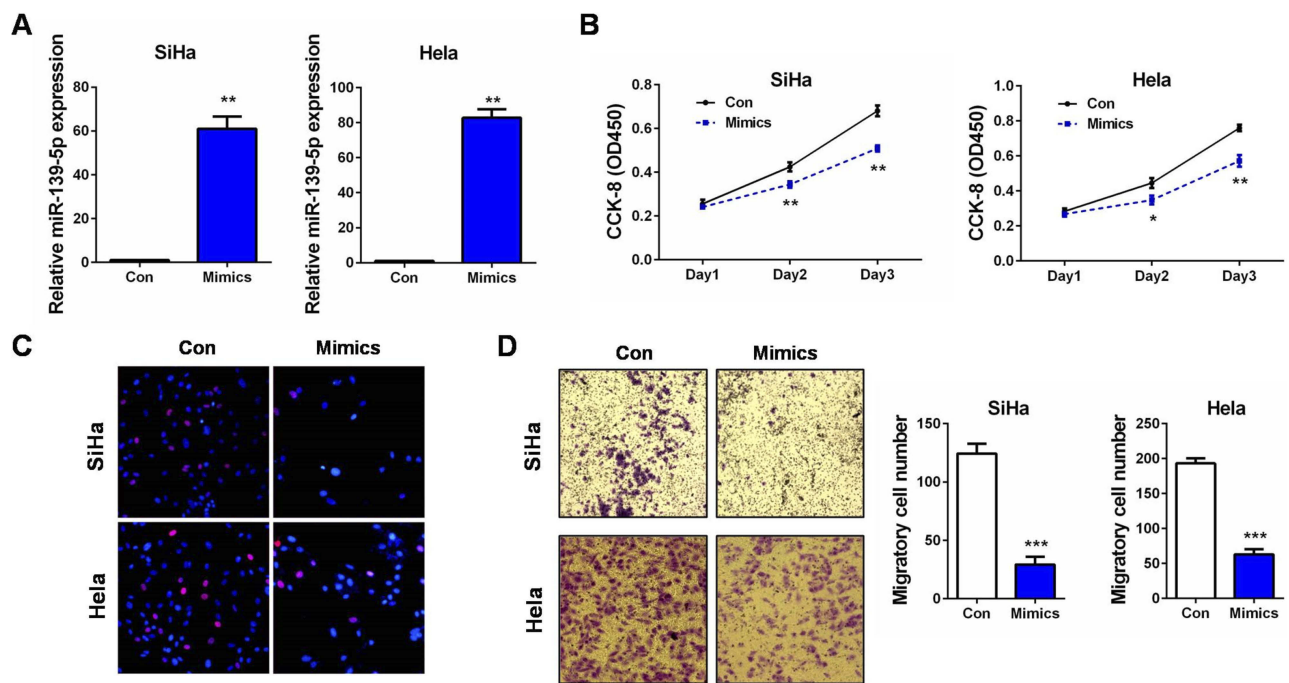 A
SiHa
Relative miR-139-5p expression
80
60
40
20
0
**
Con
Mimics
Hela
Relative miR-139-5p expression
100
80
60
40
20
0
**
Con
Mimics
B
SiHa
CCK-8 (OD450)
0.8
0.6
0.4
0.2
0.0
Con
Mimics
**
**
Day1
Day2
Day3
Hela
CCK-8 (OD450)
1.0
0.8
0.6
0.4
0.2
0.0
Con
Mimics
*
**
Day1
Day2
Day3
C
Con
Mimics
SiHa
Hela
D
Con
Mimics
SiHa
Hela
SiHa
Migratory cell number
150
100
50
0
***
Con
Mimics
Hela
Migratory cell number
250
200
150
100
50
0
***
Con
Mimics